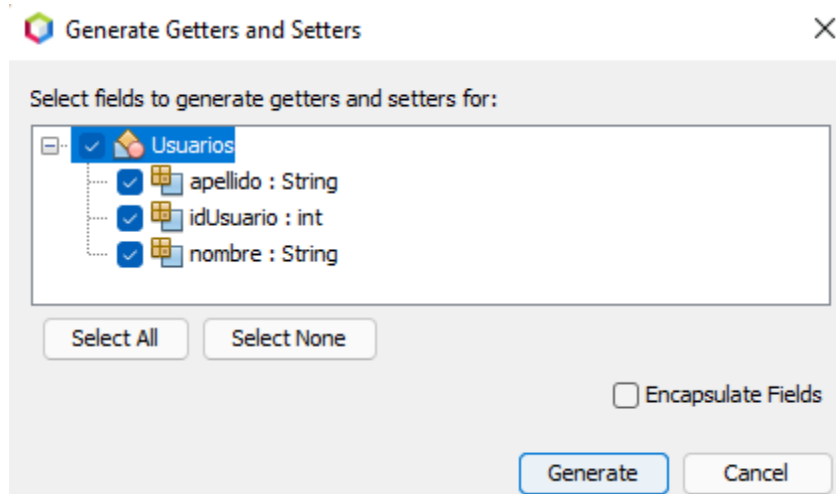 Generate Getters and Setters
Select fields to generate getters and setters for:
Usuarios
apellido : String
idUsuario : int
nombre : String
Select All Select None
Encapsulate Fields
Generate Cancel